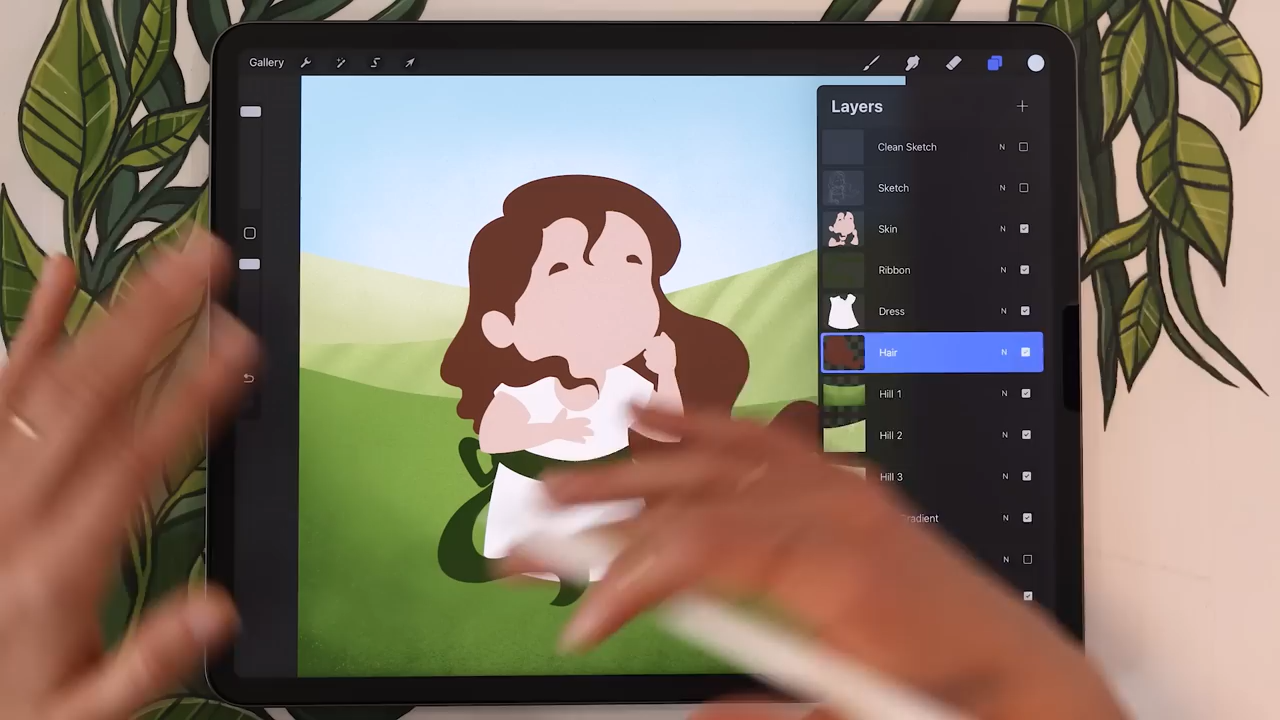 Gallery
Layers
Clean Sketch N
Sketch N
Skin N
Ribbon N
Dress N
Hair N
Hill 1 N
Hill 2 N
Hill 3 N
Gradient N
N